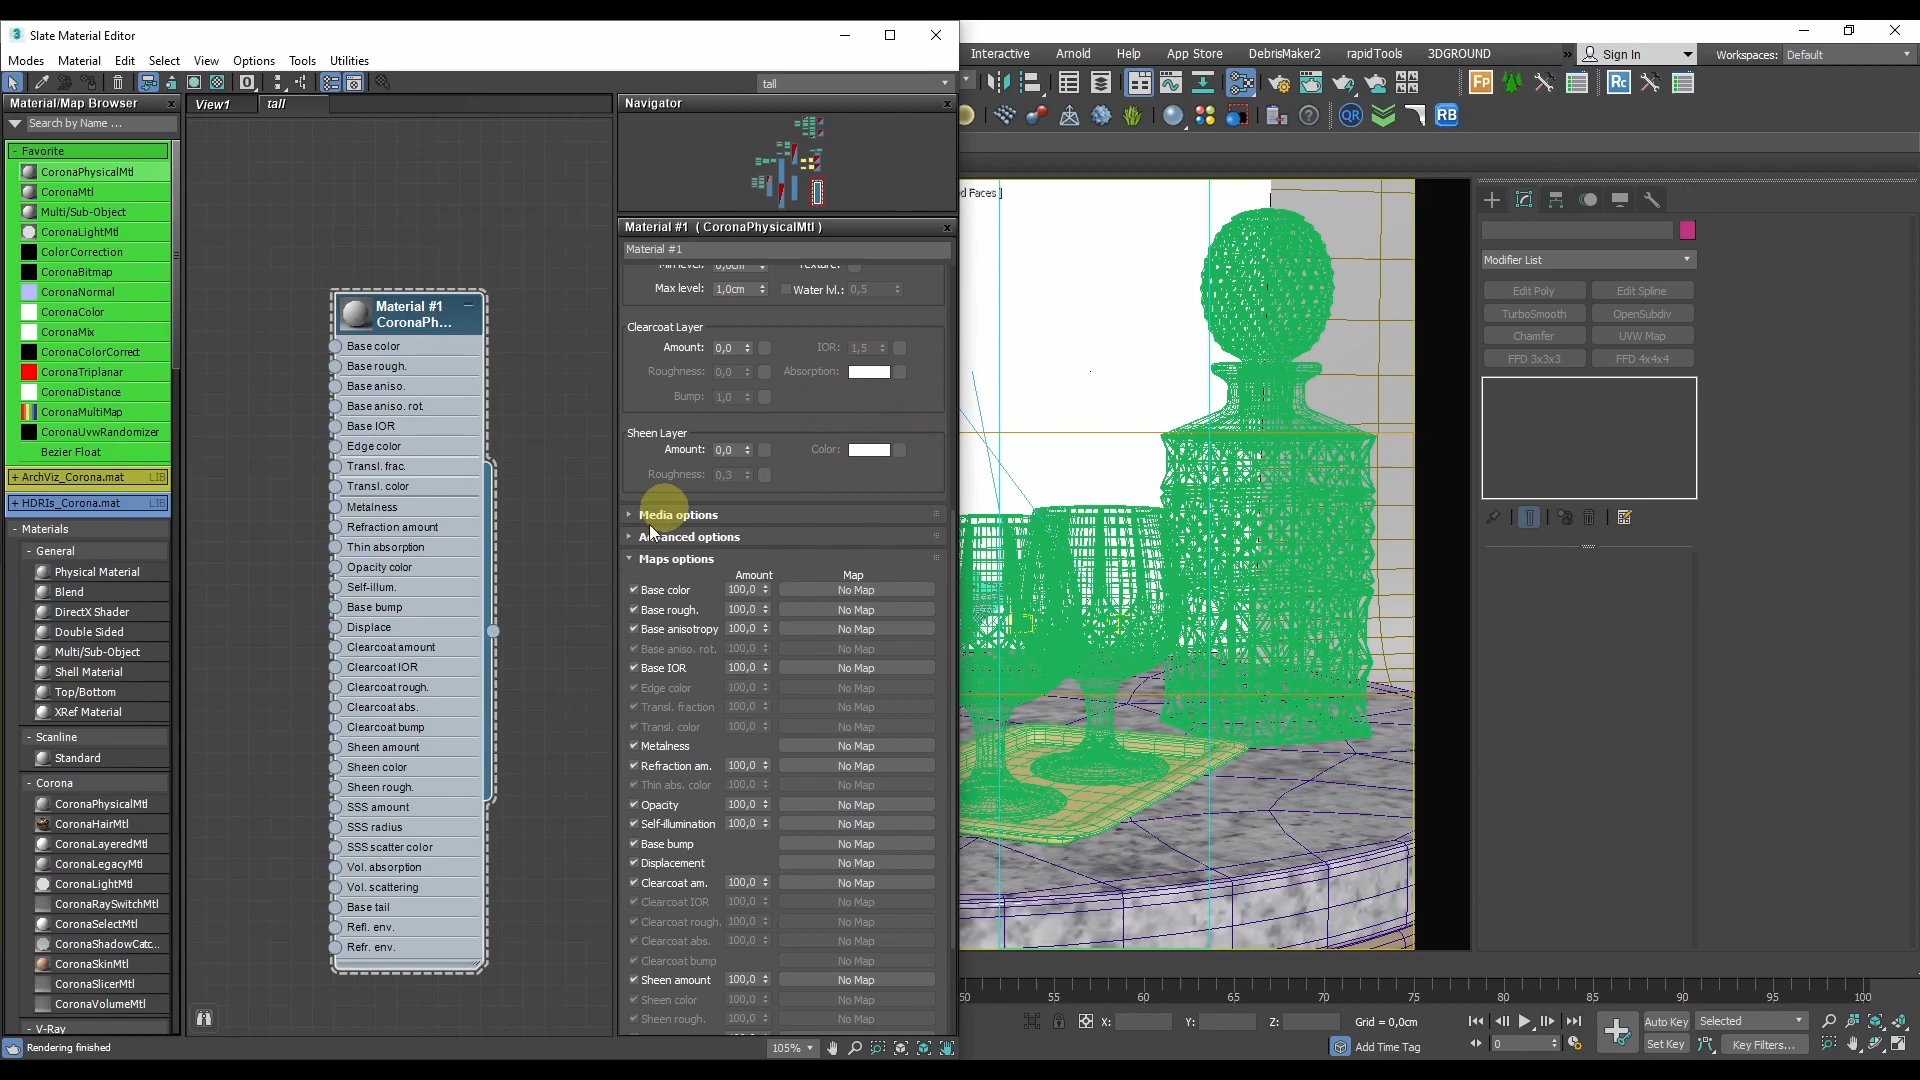 Slate Material Editor
Modes Material Edit Select View Options Tools Utilities
tall
Material/Map Browser
Search by Name ...
- Favorite
CoronaPhysicalMtl
CoronaMtl
Multi/Sub-Object
CoronaLightMtl
ColorCorrection
CoronaBitmap
CoronaNormal
CoronaColor
CoronaMix
CoronaColorCorrect
CoronaTriplanar
CoronaDistance
CoronaMultiMap
CoronaUvwRandomizer
Bezier Float
+ ArchViz_Corona.mat LIB
+ HDRIs_Corona.mat LIB
- Materials
- General
Physical Material
Blend
DirectX Shader
Double Sided
Multi/Sub-Object
Shell Material
Top/Bottom
XRef Material
- Scanline
Standard
- Corona
CoronaPhysicalMtl
CoronaHairMtl
CoronaLayeredMtl
CoronaLegacyMtl
CoronaLightMtl
CoronaRaySwitchMtl
CoronaSelectMtl
CoronaShadowCatc...
CoronaSkinMtl
CoronaSlicerMtl
CoronaVolumeMtl
- V-Ray
Rendering finished
View1 tall
Material #1
CoronaPh...
Base color
Base rough.
Base aniso.
Base aniso. rot.
Base IOR
Edge color
Transl. frac.
Transl. color
Metalness
Refraction amount
Thin absorption
Opacity color
Self-illum.
Base bump
Displace
Clearcoat amount
Clearcoat IOR
Clearcoat rough.
Clearcoat abs.
Clearcoat bump
Sheen amount
Sheen color
Sheen rough.
SSS amount
SSS radius
SSS scatter color
Vol. absorption
Vol. scattering
Base tail
Refl. env.
Refr. env.
105%
Navigator
Material #1 ( CoronaPhysicalMtl )
Material #1
Min level: 0,0cm Texture:
Max level: 1,0cm Water lvl.: 0,5
Clearcoat Layer
Amount: 0,0 IOR: 1,5
Roughness: 0,0 Absorption:
Bump: 1,0
Sheen Layer
Amount: 0,0 Color:
Roughness: 0,3
Media options
Advanced options
Maps options
Amount Map
Base color 100,0 No Map
Base rough. 100,0 No Map
Base anisotropy 100,0 No Map
Base aniso. rot. 100,0 No Map
Base IOR 100,0 No Map
Edge color 100,0 No Map
Transl. fraction 100,0 No Map
Transl. color 100,0 No Map
Metalness No Map
Refraction am. 100,0 No Map
Thin abs. color 100,0 No Map
Opacity 100,0 No Map
Self-illumination 100,0 No Map
Base bump No Map
Displacement No Map
Clearcoat am. 100,0 No Map
Clearcoat IOR 100,0 No Map
Clearcoat rough. 100,0 No Map
Clearcoat abs. 100,0 No Map
Clearcoat bump No Map
Sheen amount 100,0 No Map
Sheen color 100,0 No Map
Sheen rough. 100,0 No Map
Interactive Arnold Help App Store DebrisMaker2 rapidTools 3DGROUND » Sign In Workspaces: Default
FP Rc
QR RB
ed Faces ]
Modifier List
Edit Poly Edit Spline
TurboSmooth OpenSubdiv
Chamfer UVW Map
FFD 3x3x3 FFD 4x4x4
50 55 60 65 70 75 80 85 90 95 100
X: Y: Z: Grid = 0,0cm
Add Time Tag
0
Auto Key Selected
Set Key Key Filters...